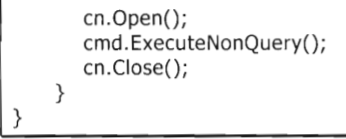 cn.Open();
cmd.ExecuteNonQuery();
cn.Close();
}
}